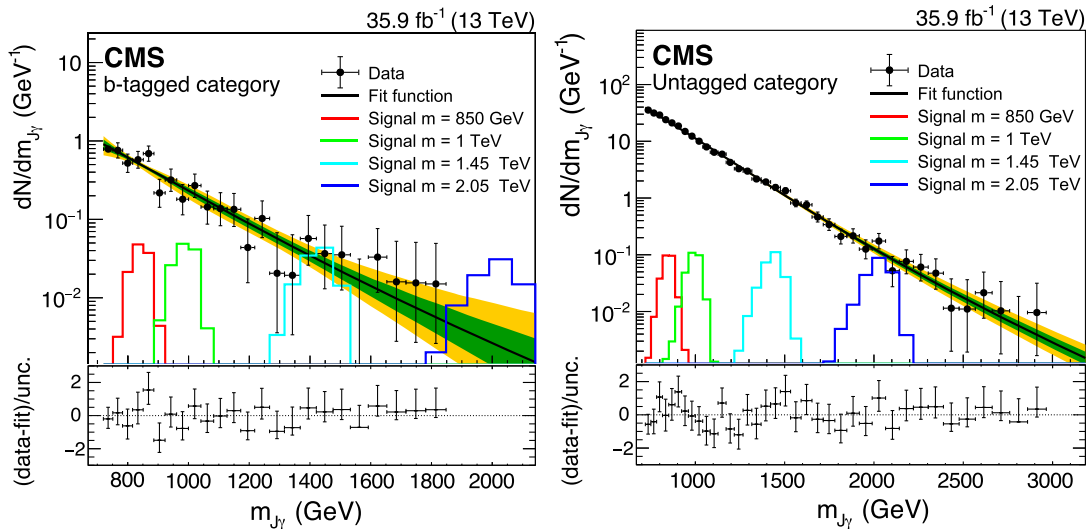 35.9 fb⁻¹ (13 TeV)
CMS
b-tagged category
Data
Fit function
Signal m = 850 GeV
Signal m = 1 TeV
Signal m = 1.45 TeV
Signal m = 2.05 TeV
dN/dm_Jγ (GeV⁻¹)
10
1
10⁻¹
10⁻²
(data-fit)/unc.
2
0
−2
800 1000 1200 1400 1600 1800 2000
m_Jγ (GeV)
35.9 fb⁻¹ (13 TeV)
CMS
Untagged category
Data
Fit function
Signal m = 850 GeV
Signal m = 1 TeV
Signal m = 1.45 TeV
Signal m = 2.05 TeV
dN/dm_Jγ (GeV⁻¹)
10²
10
1
10⁻¹
10⁻²
(data-fit)/unc.
2
0
−2
1000 1500 2000 2500 3000
m_Jγ (GeV)